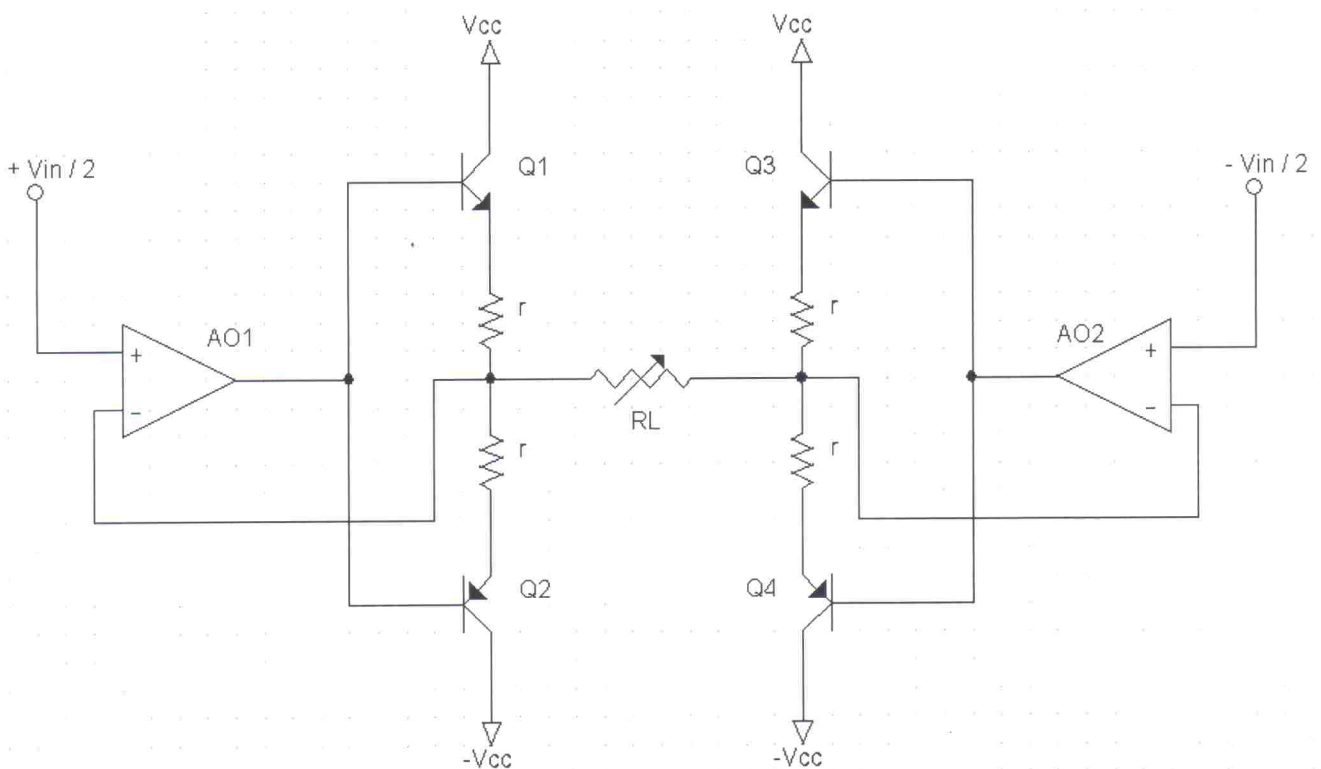 Vcc
Vcc
+ Vin / 2
Q1
Q3
- Vin / 2
r
r
AO1
AO2
+
+
-
-
RL
r
r
Q2
Q4
-Vcc
-Vcc